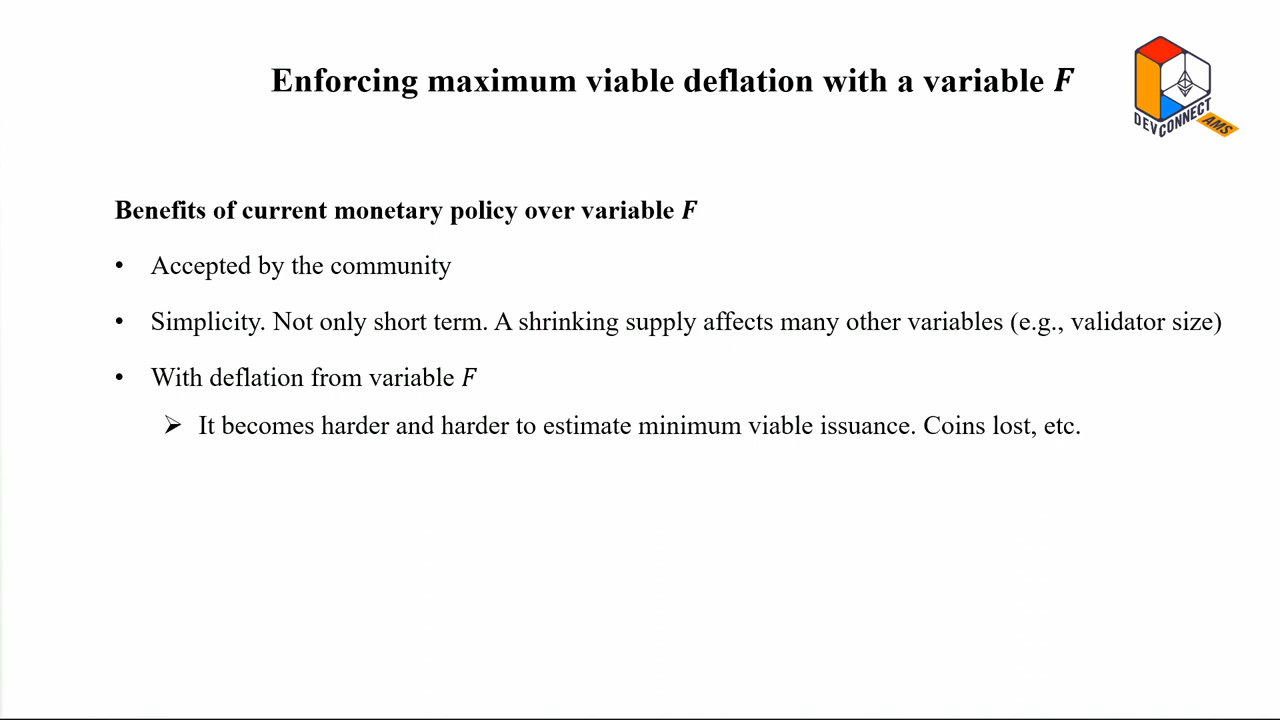 Enforcing maximum viable deflation with a variable F
DEVCONNECT
AMS
Benefits of current monetary policy over variable F
• Accepted by the community
• Simplicity. Not only short term. A shrinking supply affects many other variables (e.g., validator size)
• With deflation from variable F
➢ It becomes harder and harder to estimate minimum viable issuance. Coins lost, etc.